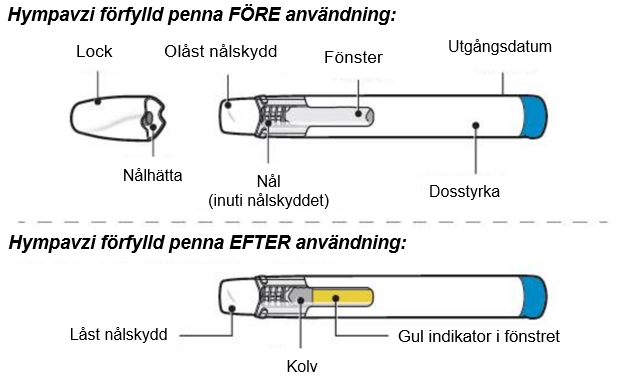 Hympavzi förfylld penna FÖRE användning:
Lock
Olåst nålskydd
Fönster
Utgångsdatum
Nålhätta
Nål
(inuti nålskyddet)
Dosstyrka
Hympavzi förfylld penna EFTER användning:
Låst nålskydd
Kolv
Gul indikator i fönstret